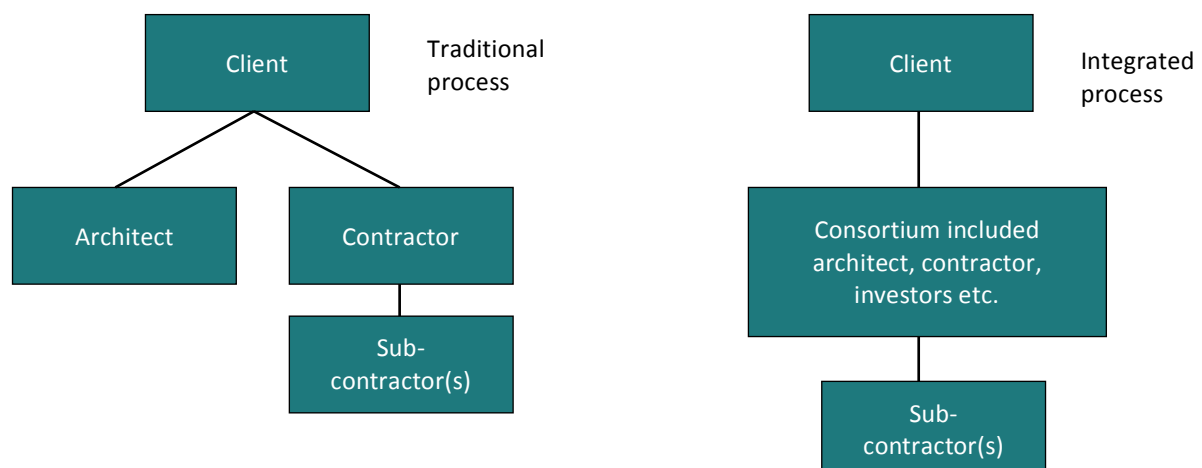 Client
Traditional
process
Architect
Contractor
Sub-
contractor(s)
Client
Integrated
process
Consortium included
architect, contractor,
investors etc.
Sub-
contractor(s)